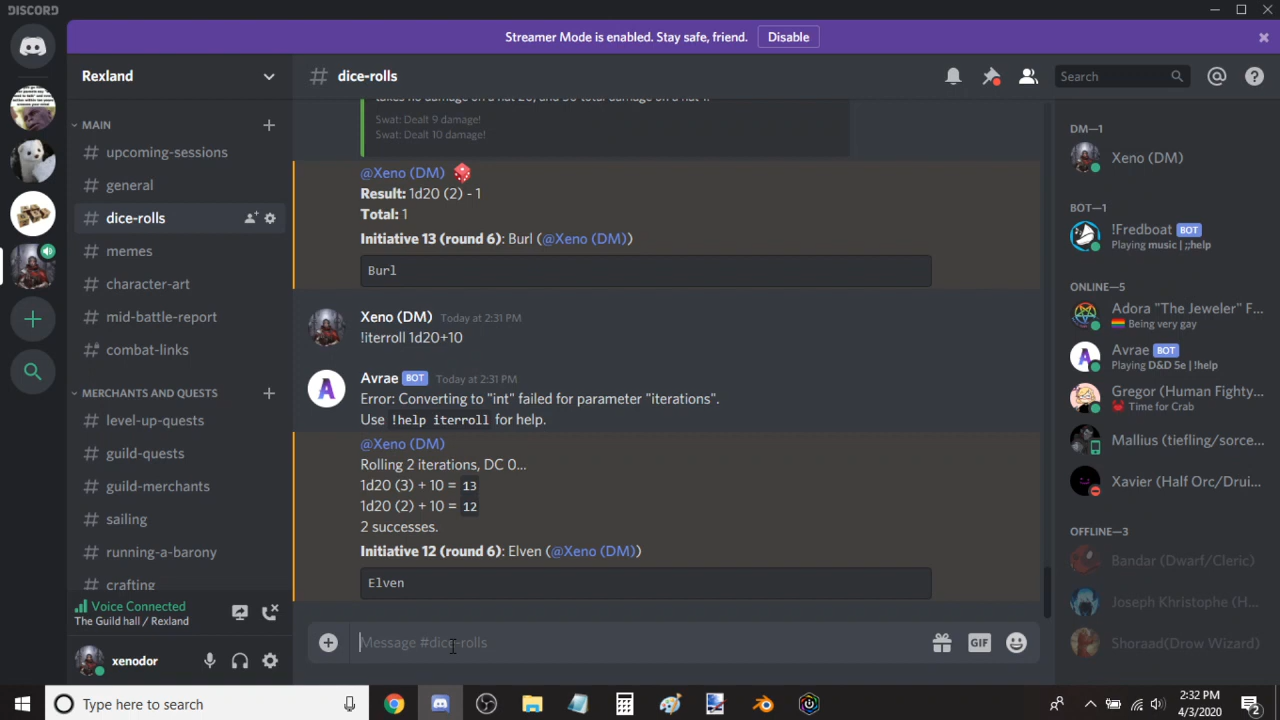 DISCORD
Streamer Mode is enabled. Stay safe, friend.
Disable
Rexland
MAIN
# upcoming-sessions
# general
# dice-rolls
# memes
# character-art
# mid-battle-report
# combat-links
MERCHANTS AND QUESTS
# level-up-quests
# guild-quests
# guild-merchants
# sailing
# running-a-barony
# crafting
Voice Connected
The Guild hall / Rexland
xenodor
# dice-rolls
Search
Swat: Dealt 9 damage!
Swat: Dealt 10 damage!
@Xeno (DM)
Result: 1d20 (2) - 1
Total: 1
Initiative 13 (round 6): Burl (@Xeno (DM))
Burl
Xeno (DM) Today at 2:31 PM
!iterroll 1d20+10
Avrae BOT Today at 2:31 PM
Error: Converting to "int" failed for parameter "iterations".
Use !help iterroll for help.
@Xeno (DM)
Rolling 2 iterations, DC 0...
1d20 (3) + 10 = 13
1d20 (2) + 10 = 12
2 successes.
Initiative 12 (round 6): Elven (@Xeno (DM))
Elven
Message #dice-rolls
GIF
DM—1
Xeno (DM)
BOT—1
!Fredboat BOT
Playing music | ;;help
ONLINE—5
Adora "The Jeweler" F...
Being very gay
Avrae BOT
Playing D&D 5e | !help
Gregor (Human Fighty...
Time for Crab
Mallius (tiefling/sorce...
Xavier (Half Orc/Drui...
OFFLINE—3
Bandar (Dwarf/Cleric)
Joseph Khristophe (H...
Shoraad(Drow Wizard)
Type here to search
2:32 PM
4/3/2020
2